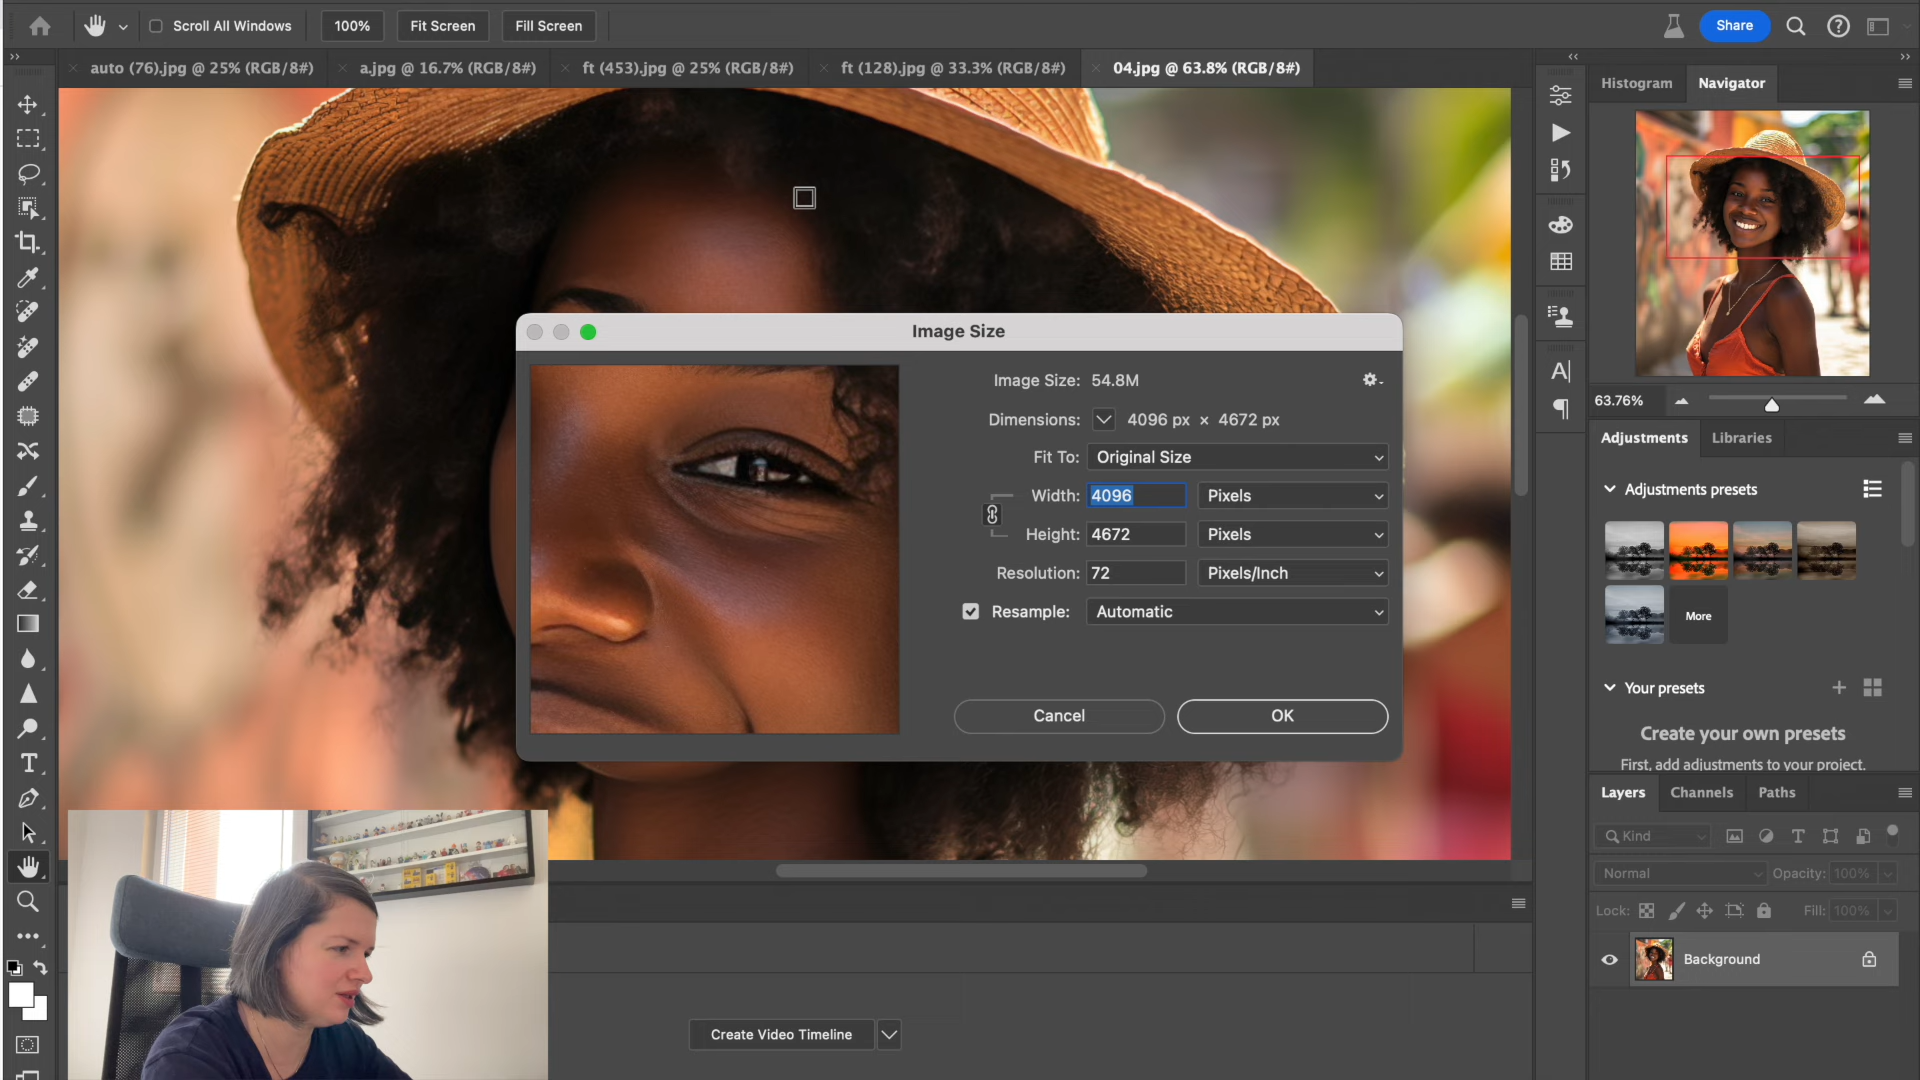 Scroll All Windows 100% Fit Screen Fill Screen Share
auto (76).jpg @ 25% (RGB/8#) a.jpg @ 16.7% (RGB/8#) ft (453).jpg @ 25% (RGB/8#) ft (128).jpg @ 33.3% (RGB/8#) 04.jpg @ 63.8% (RGB/8#)
Histogram Navigator
63.76%
Adjustments Libraries
Adjustments presets
More
Your presets
Create your own presets
First, add adjustments to your project.
Layers Channels Paths
Kind
Normal Opacity: 100%
Lock: Fill: 100%
Background
Image Size
Image Size: 54.8M
Dimensions: 4096 px × 4672 px
Fit To: Original Size
Width: 4096 Pixels
Height: 4672 Pixels
Resolution: 72 Pixels/Inch
Resample: Automatic
Cancel OK
Create Video Timeline